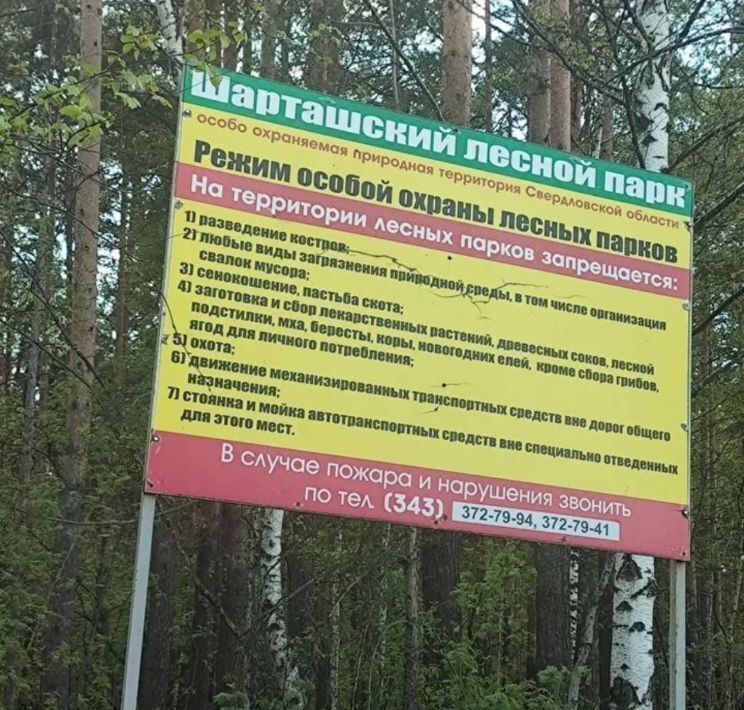 Шарташский лесной парк
особо охраняемая природная территория Свердловской области
Режим особой охраны лесных парков
На территории лесных парков запрещается:
1) разведение костров;
2) любые виды загрязнения природной среды, в том числе организация
свалок мусора;
3) сенокошение, пастьба скота;
4) заготовка и сбор лекарственных растений, древесных соков, лесной
подстилки, мха, бересты, коры, новогодних елей, кроме сбора грибов,
ягод для личного потребления;
5) охота;
6) движение механизированных транспортных средств вне дорог общего
назначения;
7) стоянка и мойка автотранспортных средств вне специально отведенных
для этого мест.
В случае пожара и нарушения звонить
по тел. (343) 372-79-94, 372-79-41